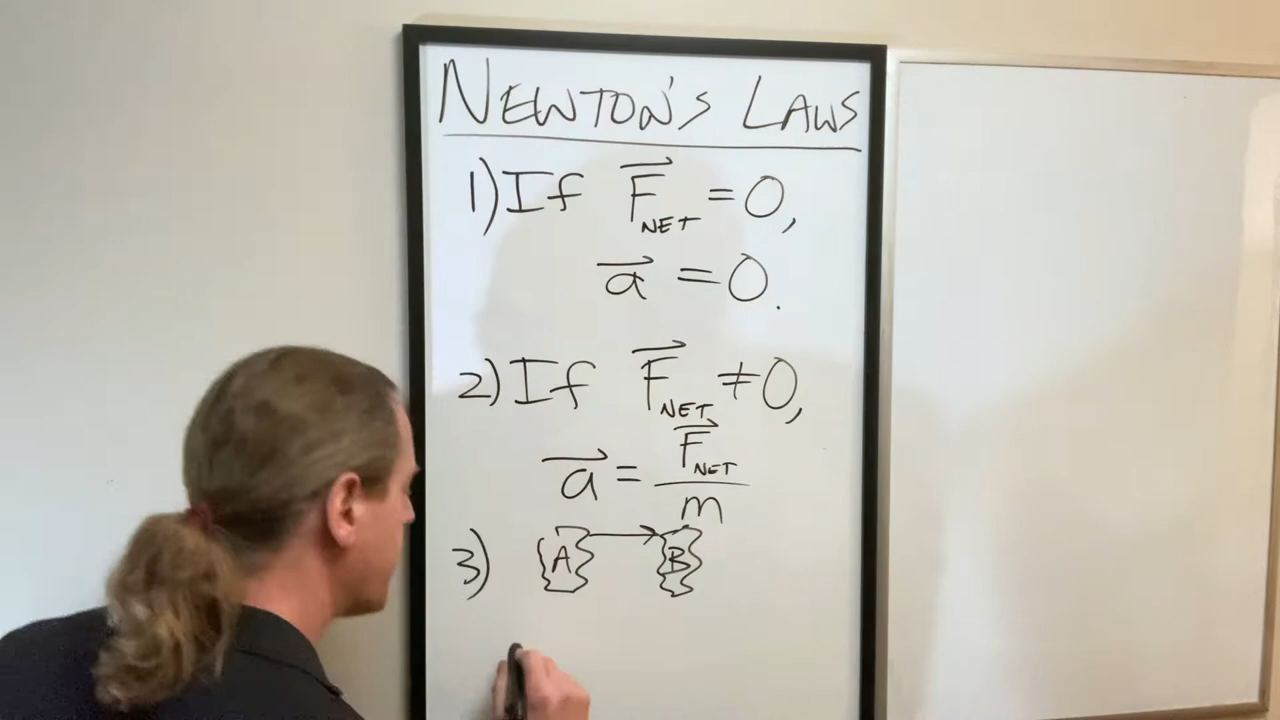 NEWTON'S LAWS
1) If F⃗NET = 0,
a⃗ = 0.
2) If F⃗NET ≠ 0,
a⃗ = F⃗NET / m
3) A → B